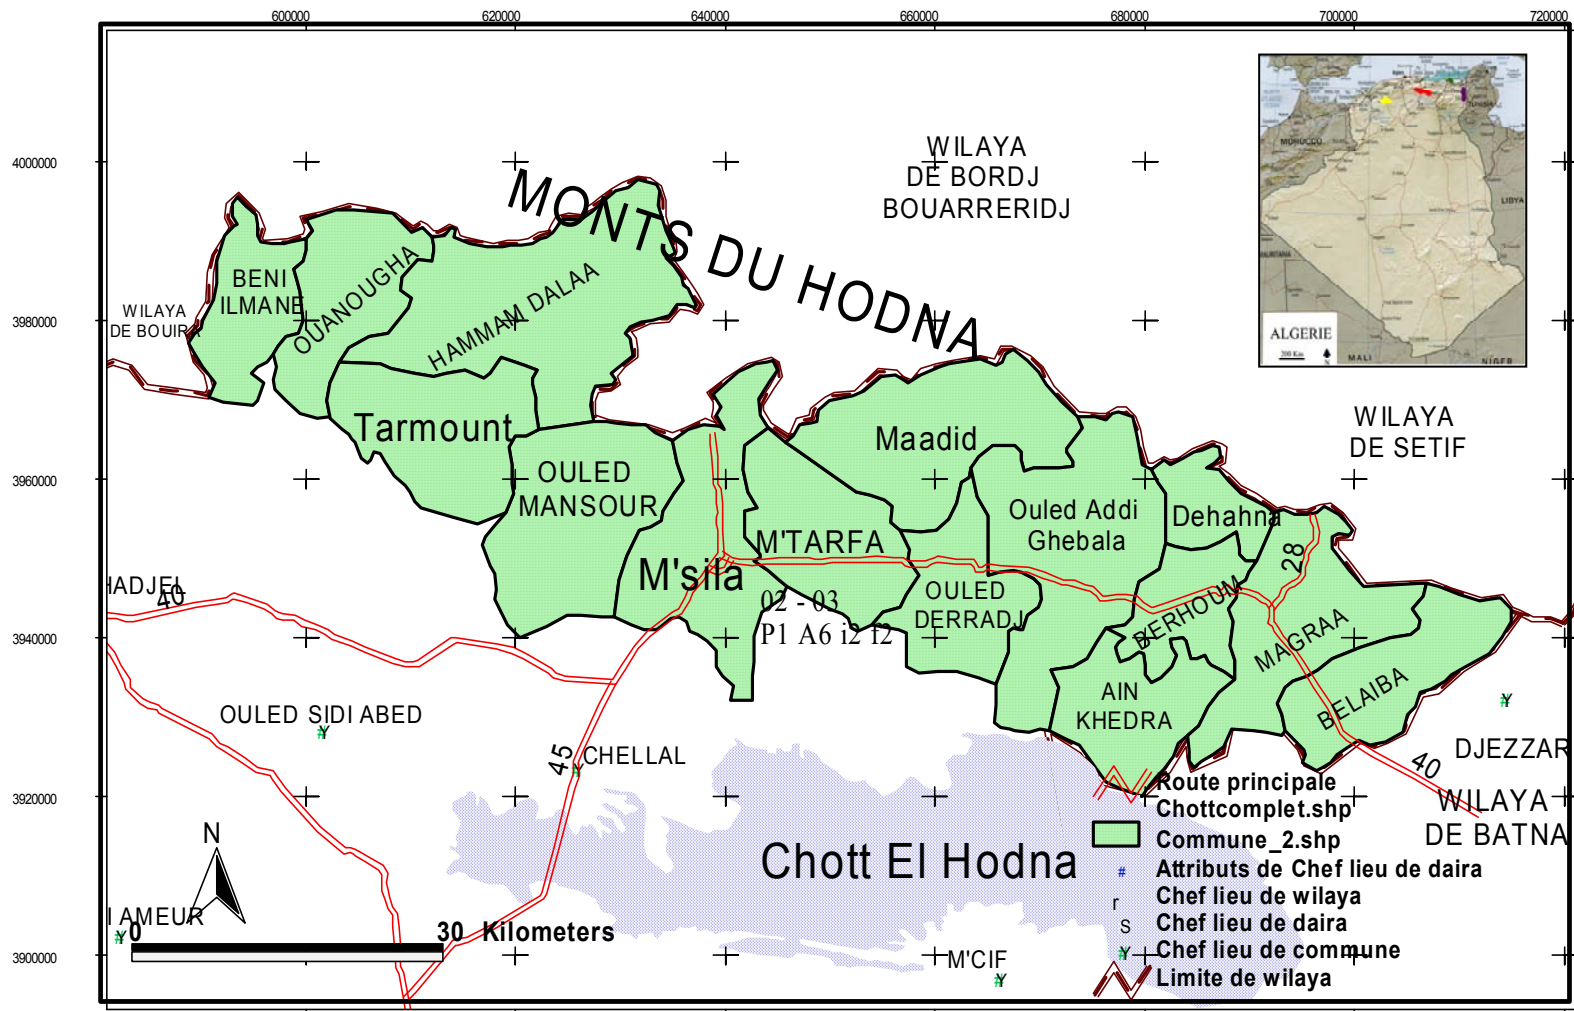 600000
620000
640000
660000
680000
700000
720000
4000000
3980000
3960000
3940000
3920000
3900000
WILAYA
DE BORDJ
BOUARRERIDJ
MONTS DU HODNA
MOROCCO
LIBYA
MALI
NIGER
ALGERIE
200 Km
N
BENI
ILMANE
OUANOUGHA
HAMMAM DALAA
WILAYA
DE BOUIRA
Tarmount
OULED
MANSOUR
Maadid
WILAYA
DE SETIF
M'sila
M'TARFA
Ouled Addi
Ghebala
Dehahna
28
02 - 03
P1 A6 i2 f2
OULED
DERRADJ
BERHOUM
MAGRAA
HADJEL
40
AIN
KHEDRA
BELAIBA
OULED SIDI ABED
#Y
45
CHELLAL
#Y
#Y
DJEZZAR
40
WILAYA
DE BATNA
Chott El Hodna
Route principale
Chottcomplet.shp
Commune_2.shp
# Attributs de Chef lieu de daira
r Chef lieu de wilaya
S Chef lieu de daira
#Y Chef lieu de commune
Limite de wilaya
N
I AMEUR
#Y
0 30 Kilometers
M'CIF
#Y